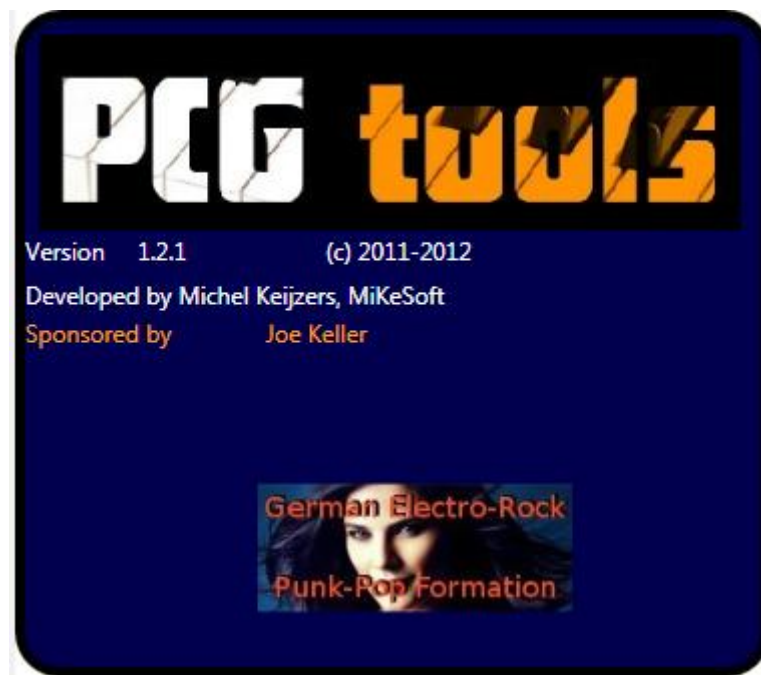 PCG tools
Version 1.2.1 (c) 2011-2012
Developed by Michel Keijzers, MiKeSoft
Sponsored by Joe Keller
German Electro-Rock
Punk-Pop Formation